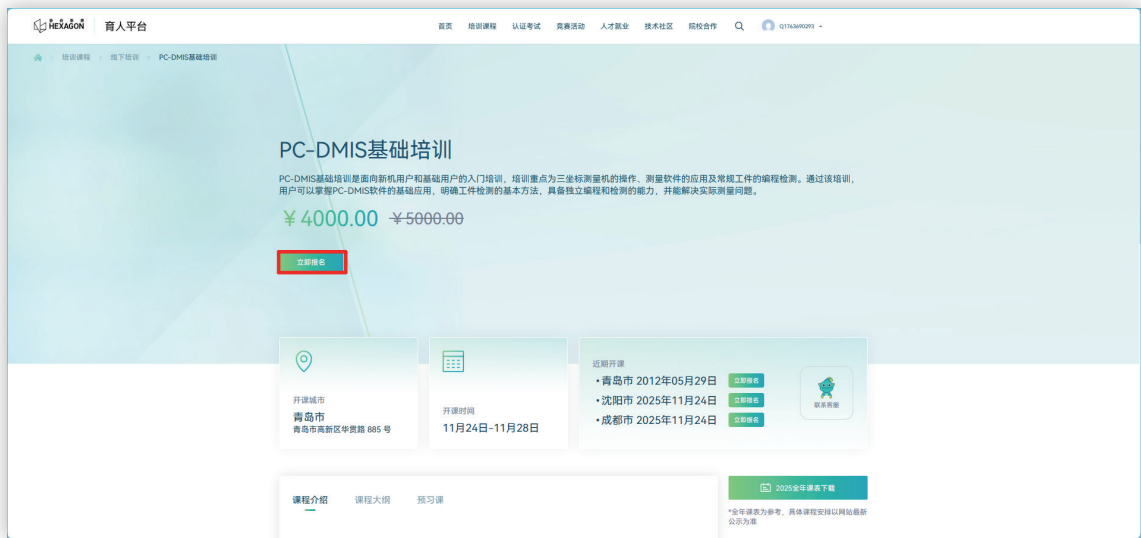 海克斯康
HEXAGON
育人平台
首页 培训课程 认证考试 竞赛活动 人才就业 技术社区 院校合作 Q1763690293
培训课程 线下培训 PC-DMIS基础培训
PC-DMIS基础培训
PC-DMIS基础培训是面向新机用户和基础用户的入门培训，培训重点为三坐标测量机的操作、测量软件的应用及常规工件的编程检测。通过该培训，
用户可以掌握PC-DMIS软件的基础应用，明确工件检测的基本方法，具备独立编程和检测的能力，并能解决实际测量问题。
￥4000.00 ￥5000.00
立即报名
开课城市
青岛市
青岛市高新区华贯路 885 号
开课时间
11月24日-11月28日
近期开课
•青岛市 2012年05月29日 立即报名
•沈阳市 2025年11月24日 立即报名
•成都市 2025年11月24日 立即报名
联系客服
课程介绍 课程大纲 预习课
2025全年课表下载
*全年课表为参考，具体课程安排以网站最新
公示为准